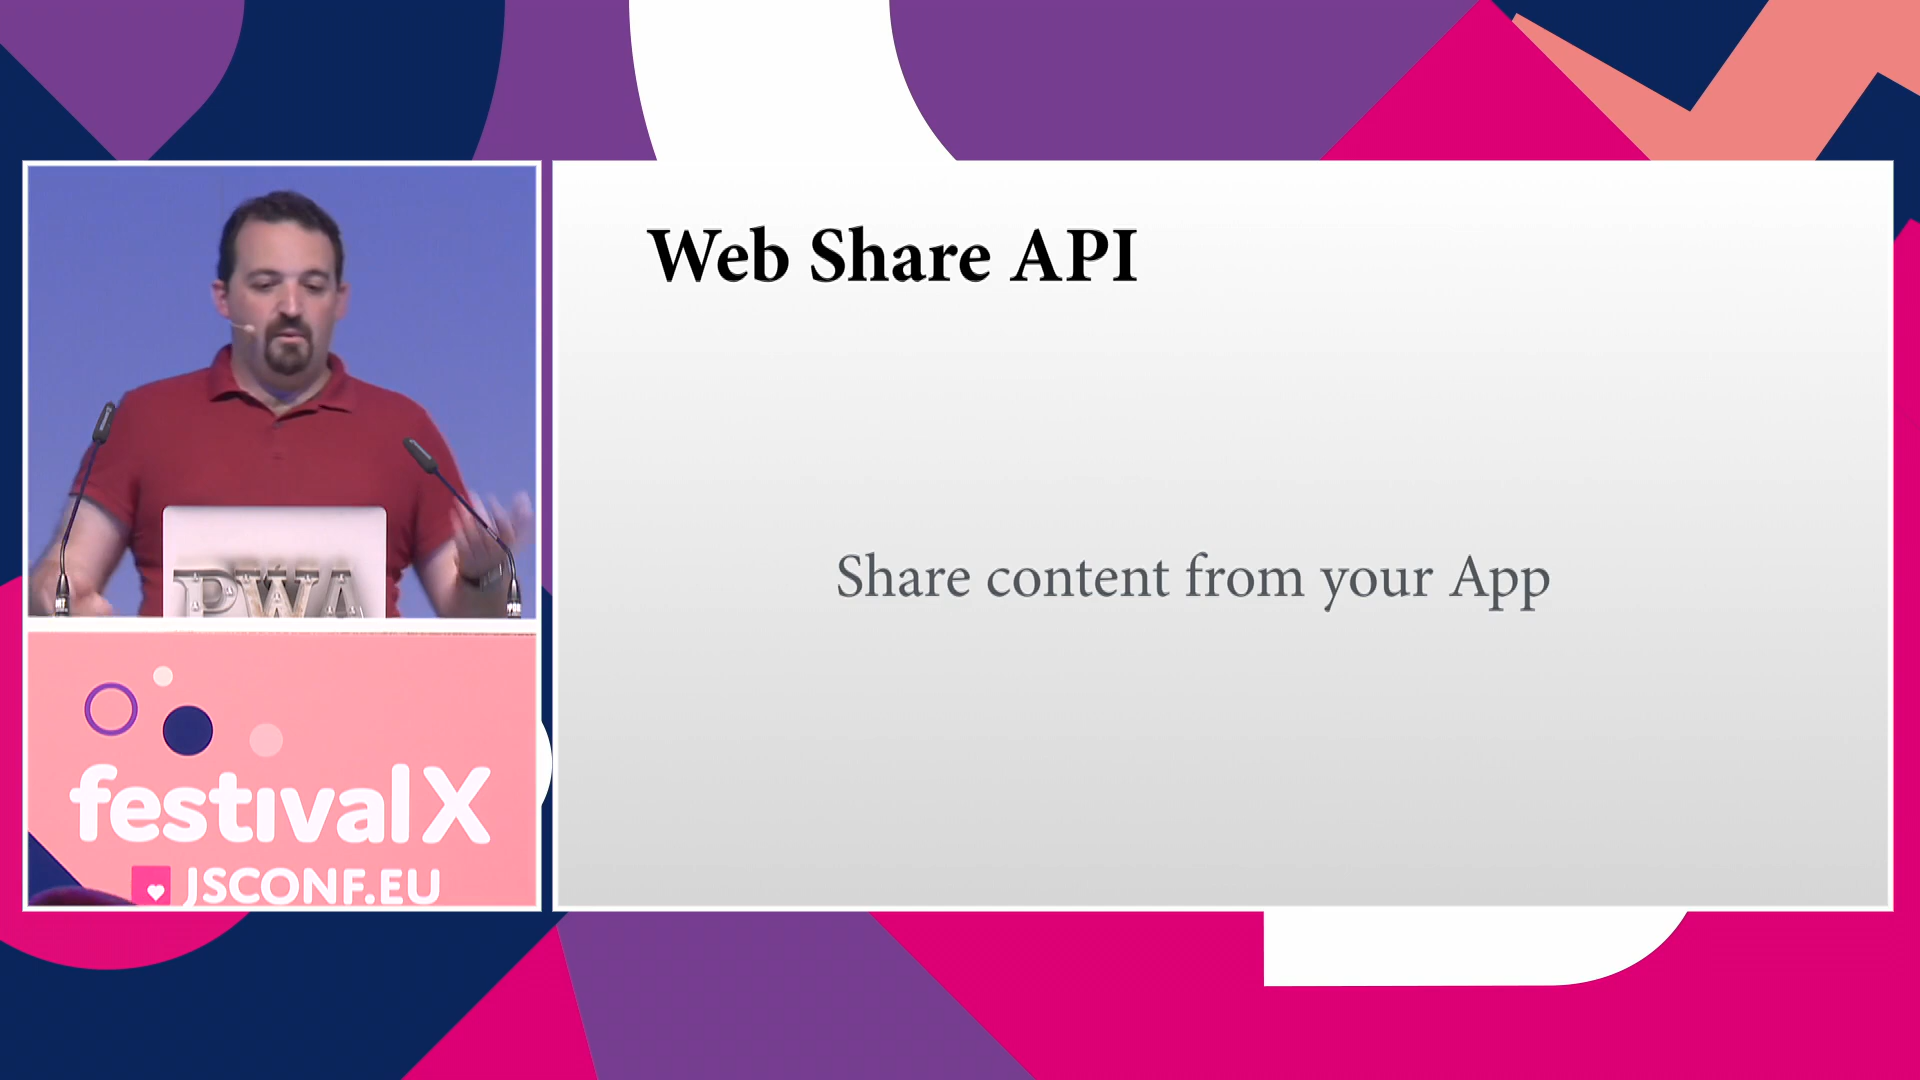 Web Share API
Share content from your App
PWA
festivalX
JSCONF.EU